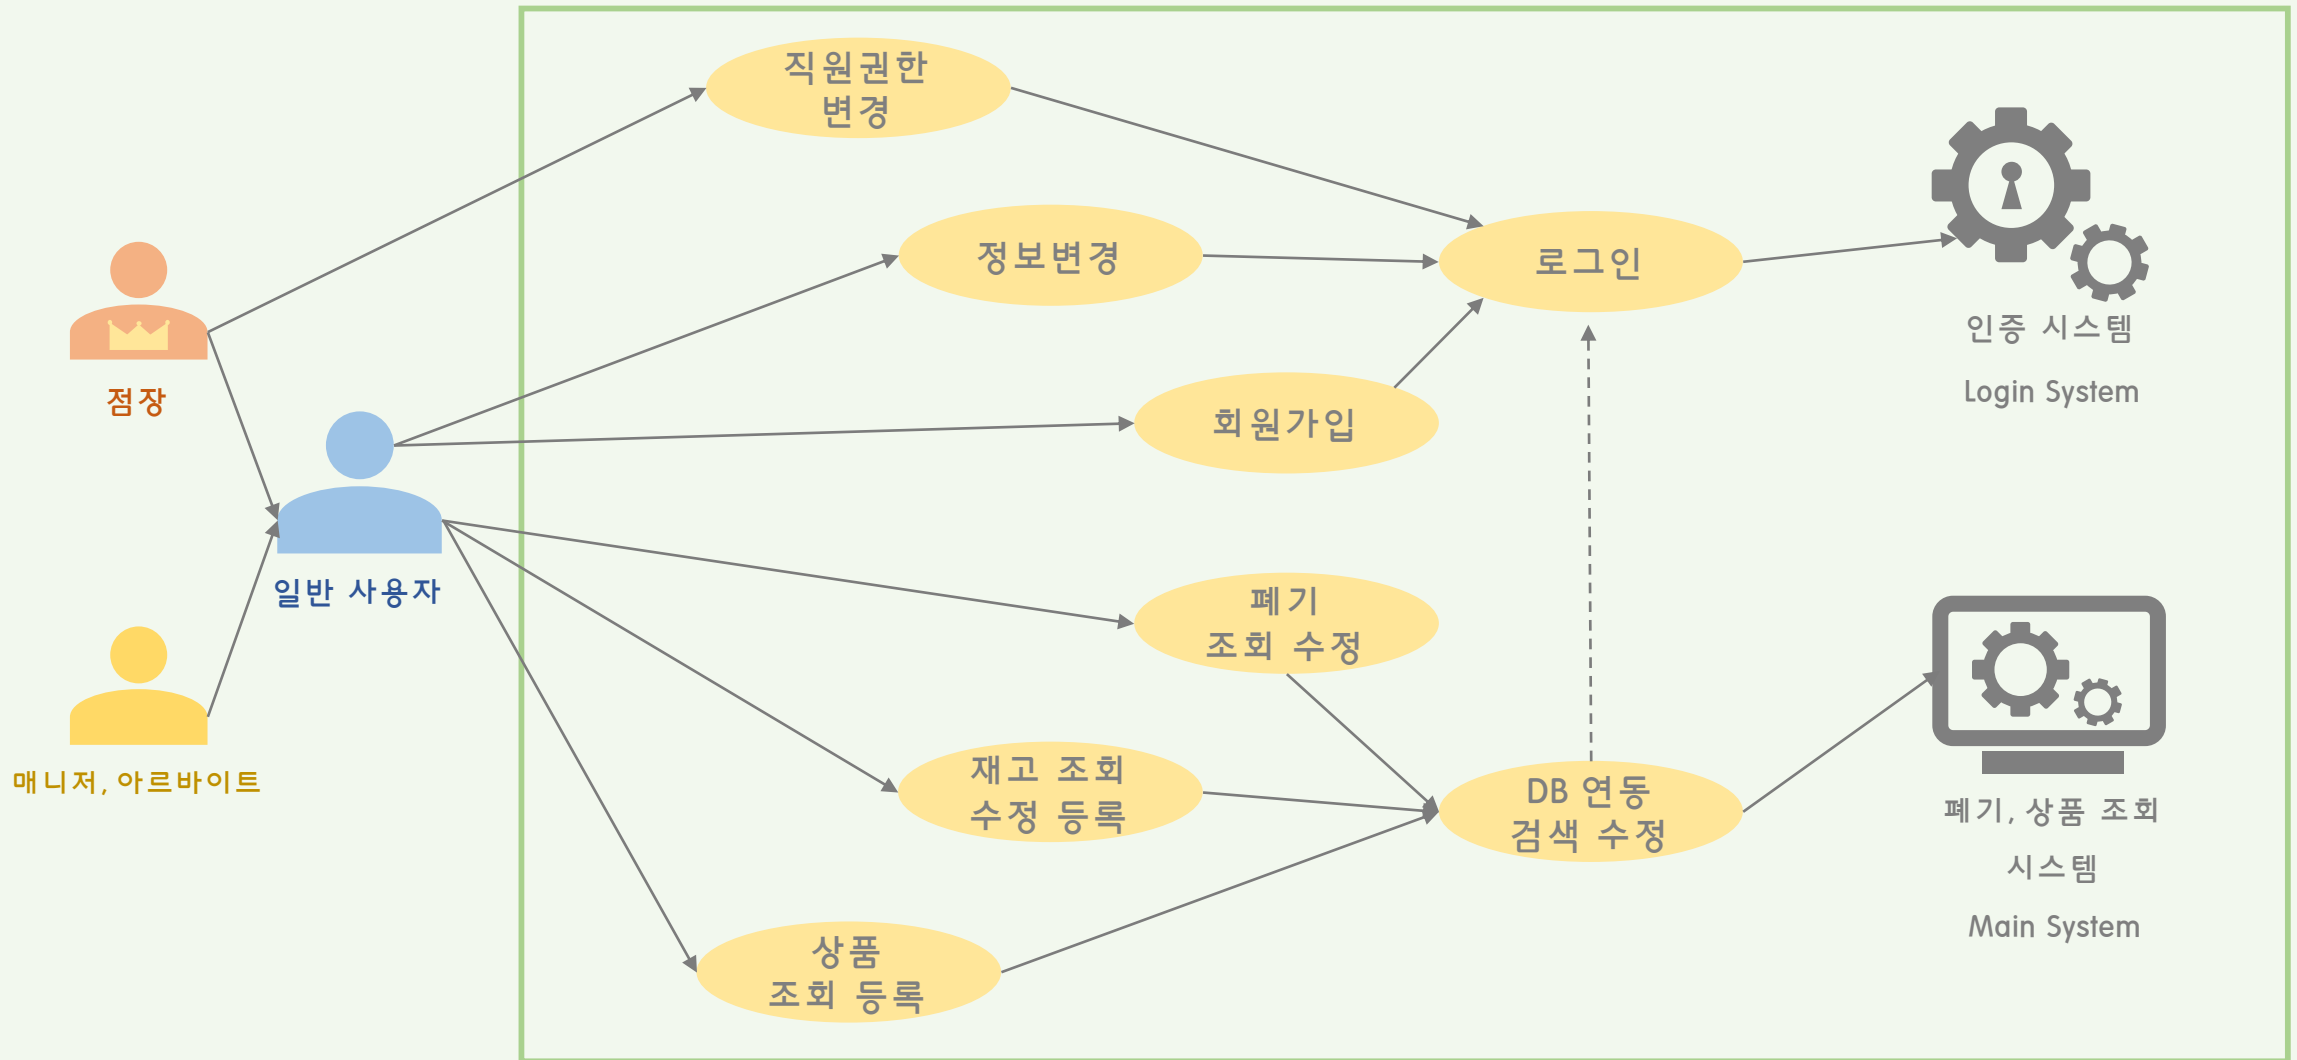 직원권한
변경
정보변경
로그인
인증 시스템
Login System
점장
회원가입
일반 사용자
폐기
조회 수정
매니저, 아르바이트
재고 조회
수정 등록
DB 연동
검색 수정
폐기, 상품 조회
시스템
Main System
상품
조회 등록